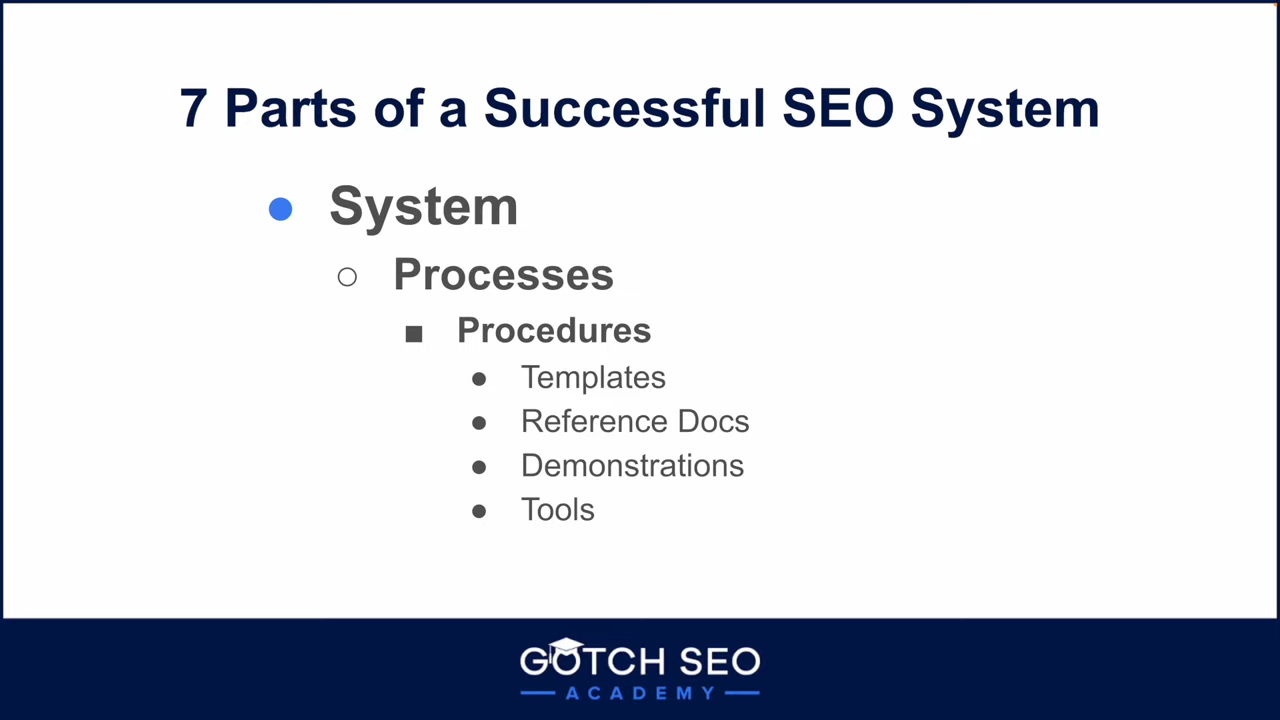 7 Parts of a Successful SEO System
System
Processes
Procedures
Templates
Reference Docs
Demonstrations
Tools
GOTCH SEO
ACADEMY